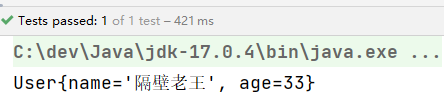 Tests passed: 1 of 1 test – 421 ms
C:\dev\Java\jdk-17.0.4\bin\java.exe ...
User{name='隔壁老王', age=33}